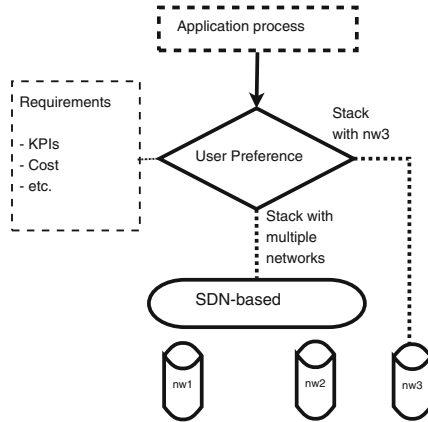 Application process
Requirements
- KPIs
- Cost
- etc.
User Preference
Stack
with nw3
Stack with
multiple
networks
SDN-based
nw1
nw2
nw3